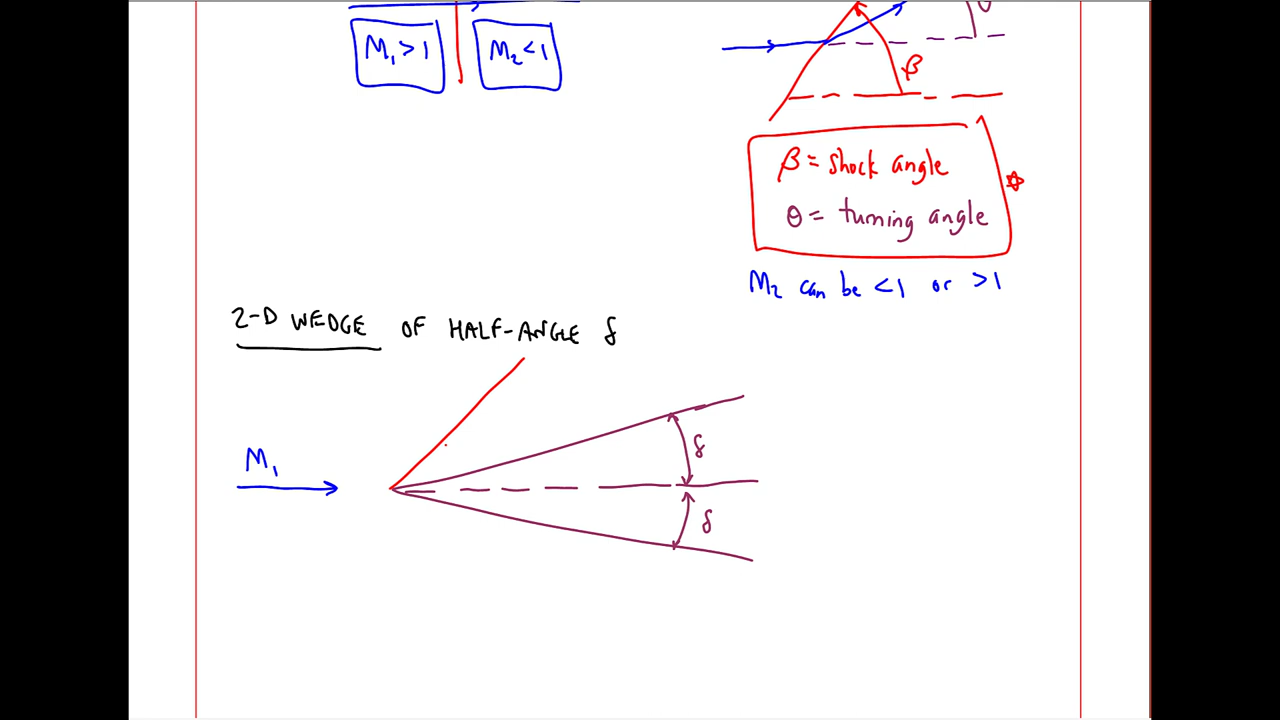 M₁ > 1
M₂ < 1
β
β = shock angle
θ = turning angle
M₂ can be < 1 or > 1
2-D WEDGE OF HALF-ANGLE δ
M₁
δ
δ